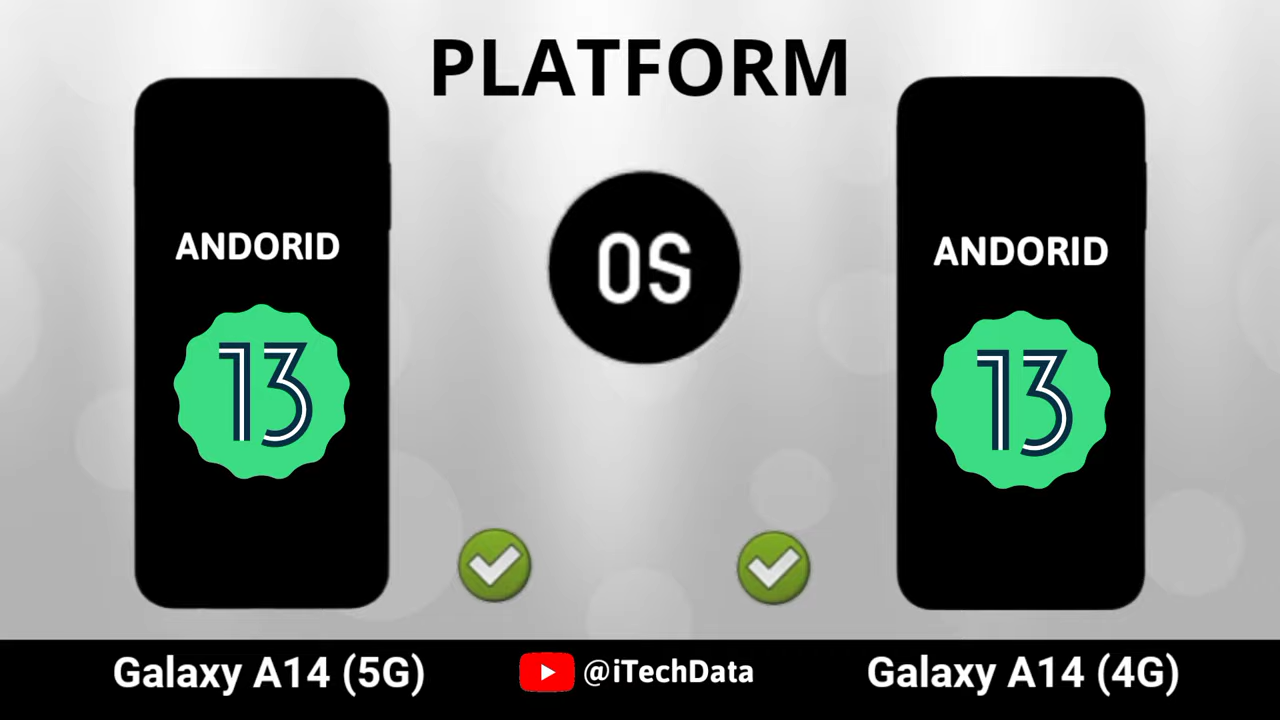 PLATFORM
ANDORID
13
OS
ANDORID
13
Galaxy A14 (5G)
@iTechData
Galaxy A14 (4G)